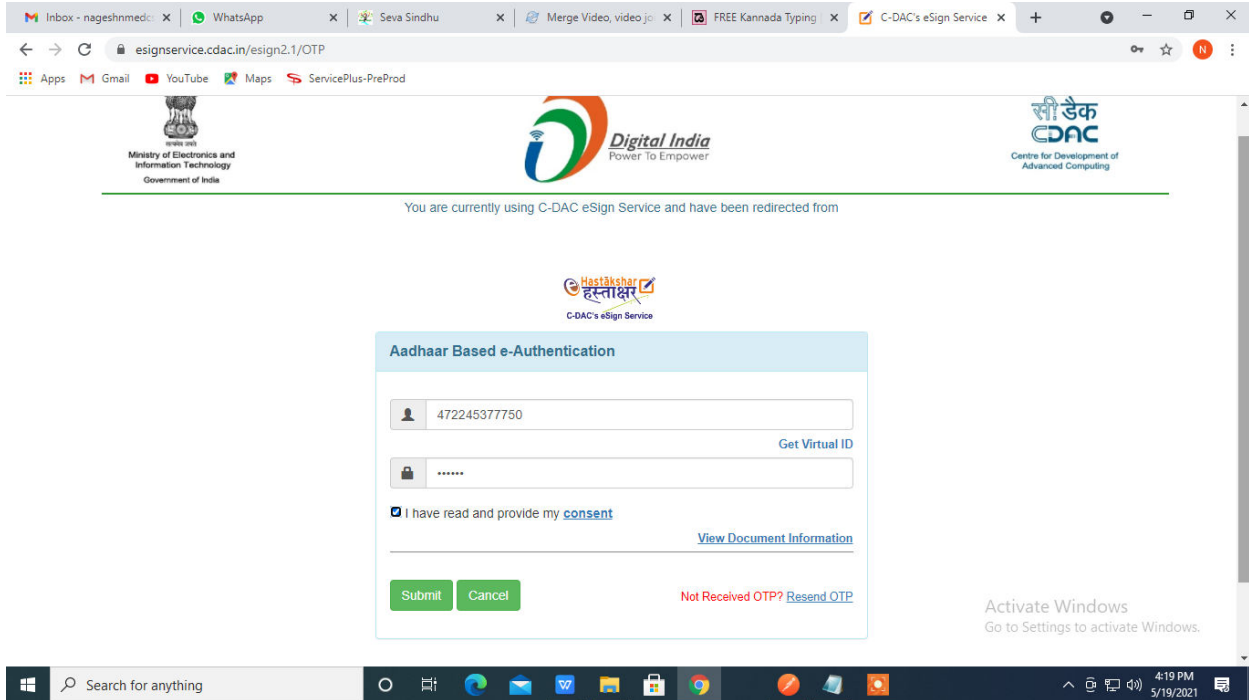 Inbox - nageshnmedc:
WhatsApp
Seva Sindhu
Merge Video, video jo
FREE Kannada Typing
C-DAC's eSign Service
esignservice.cdac.in/esign2.1/OTP
N
Apps Gmail YouTube Maps ServicePlus-PreProd
Ministry of Electronics and
Information Technology
Government of India
Digital India
Power To Empower
सी डैक
CDAC
Centre for Development of
Advanced Computing
You are currently using C-DAC eSign Service and have been redirected from
eHastākshar
हस्ताक्षर
C-DAC's eSign Service
Aadhaar Based e-Authentication
472245377750
Get Virtual ID
••••••
I have read and provide my consent
View Document Information
Submit Cancel
Not Received OTP? Resend OTP
Activate Windows
Go to Settings to activate Windows.
Search for anything
4:19 PM
5/19/2021